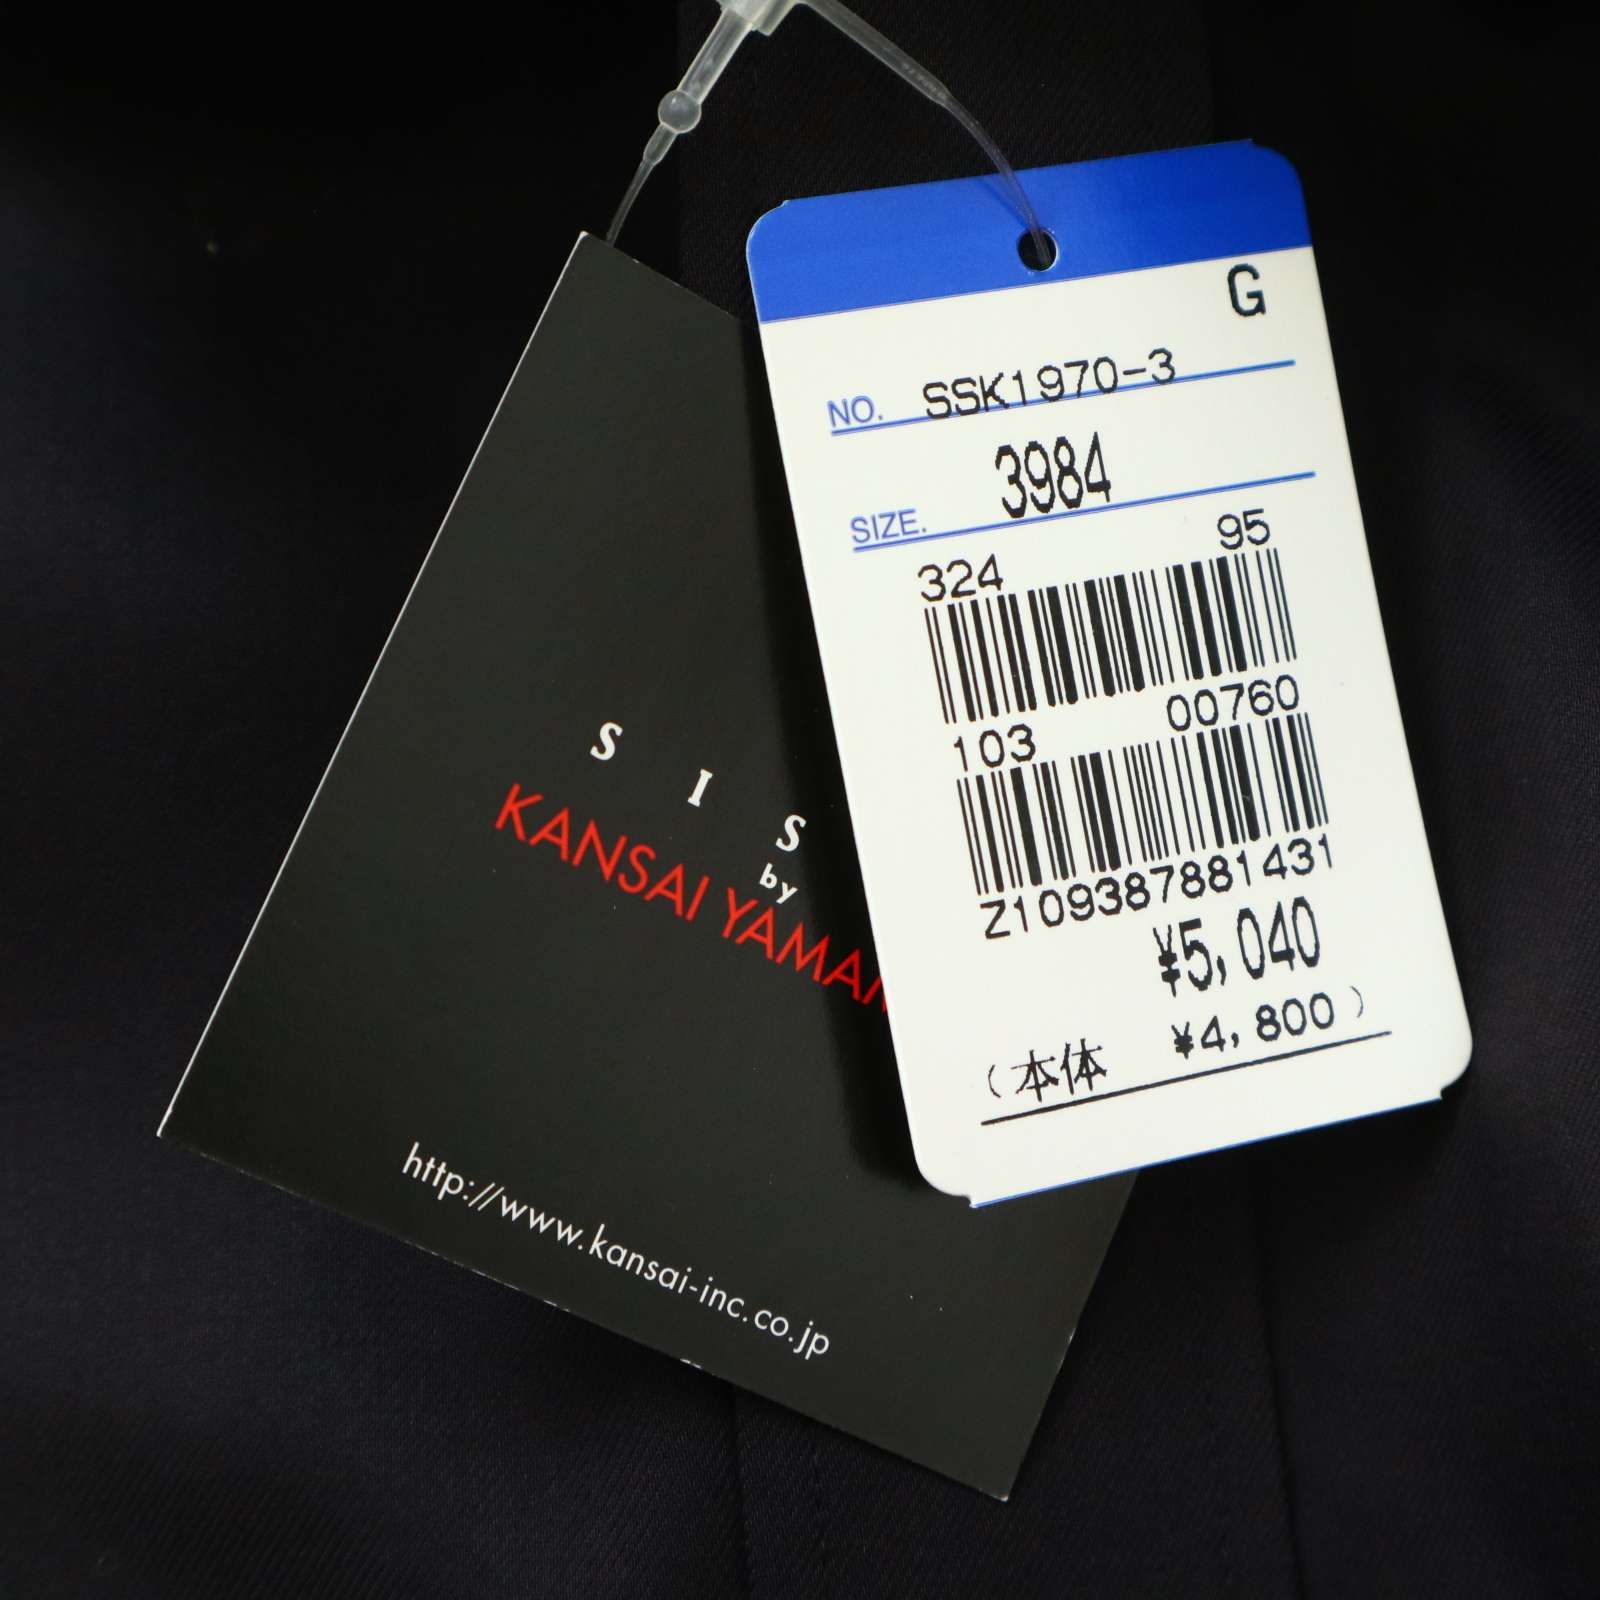 G
NO. SSK1970-3
SIZE. 3984
324 95
103 00760
Z109387881431
¥5,040
(本体 ¥4,800)
S I S
by
KANSAI
http://www.kansai-inc.co.jp